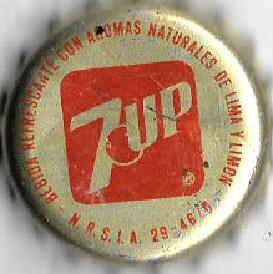 BEBIDA REFRESCANTE CON AROMAS NATURALES DE LIMA Y LIMON
7UP
®
N.R.S.I.A. 29-